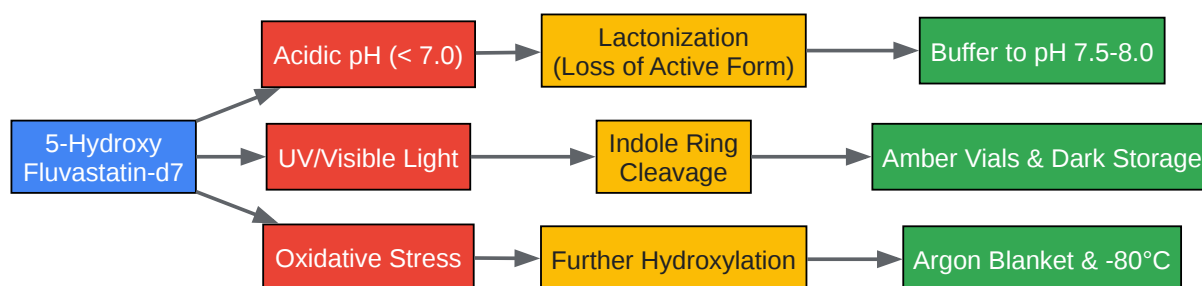 Acidic pH (< 7.0)
Lactonization
(Loss of Active Form)
Buffer to pH 7.5-8.0
5-Hydroxy
Fluvastatin-d7
UV/Visible Light
Indole Ring
Cleavage
Amber Vials & Dark Storage
Oxidative Stress
Further Hydroxylation
Argon Blanket & -80°C